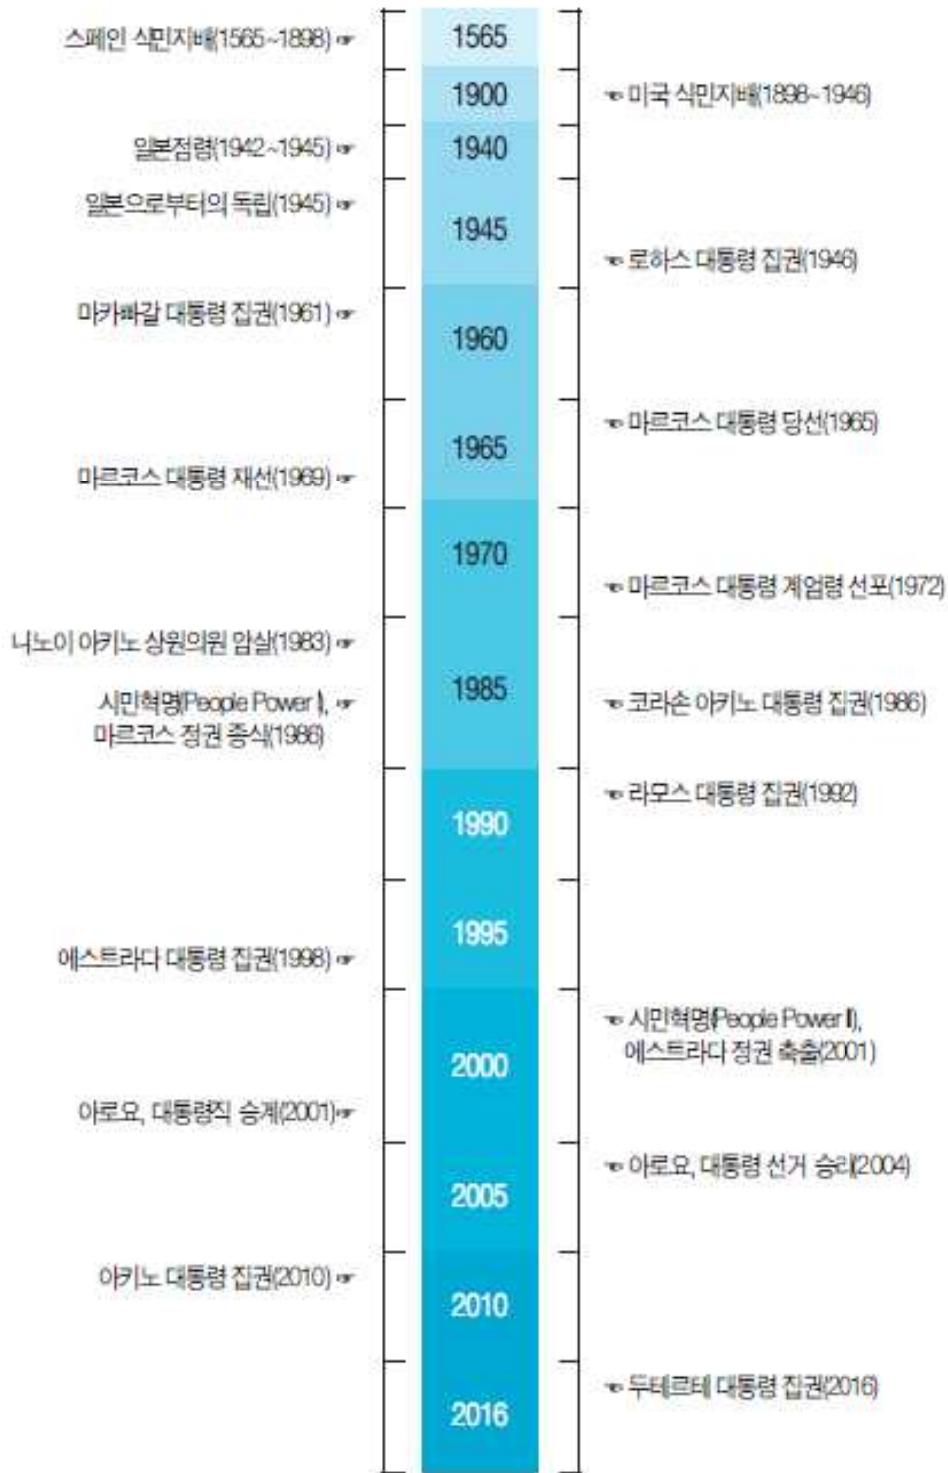 스페인 식민지배(1565~1898) ☞
1565
1900
☜ 미국 식민지배(1898~1946)
일본점령(1942~1945) ☞
1940
일본으로부터의 독립(1945) ☞
1945
☜ 로하스 대통령 집권(1946)
마카빠갈 대통령 집권(1961) ☞
1960
☜ 마르코스 대통령 당선(1965)
1965
마르코스 대통령 재선(1969) ☞
1970
☜ 마르코스 대통령 계엄령 선포(1972)
니노이 아키노 상원의원 암살(1983) ☞
1985
시민혁명(People Power I), ☞
마르코스 정권 종식(1986)
☜ 코라손 아키노 대통령 집권(1986)
☜ 라모스 대통령 집권(1992)
1990
1995
에스트라다 대통령 집권(1998) ☞
☜ 시민혁명(People Power II),
에스트라다 정권 축출(2001)
2000
아로요, 대통령직 승계(2001)☞
☜ 아로요, 대통령 선거 승리(2004)
2005
아키노 대통령 집권(2010) ☞
2010
☜ 두테르테 대통령 집권(2016)
2016